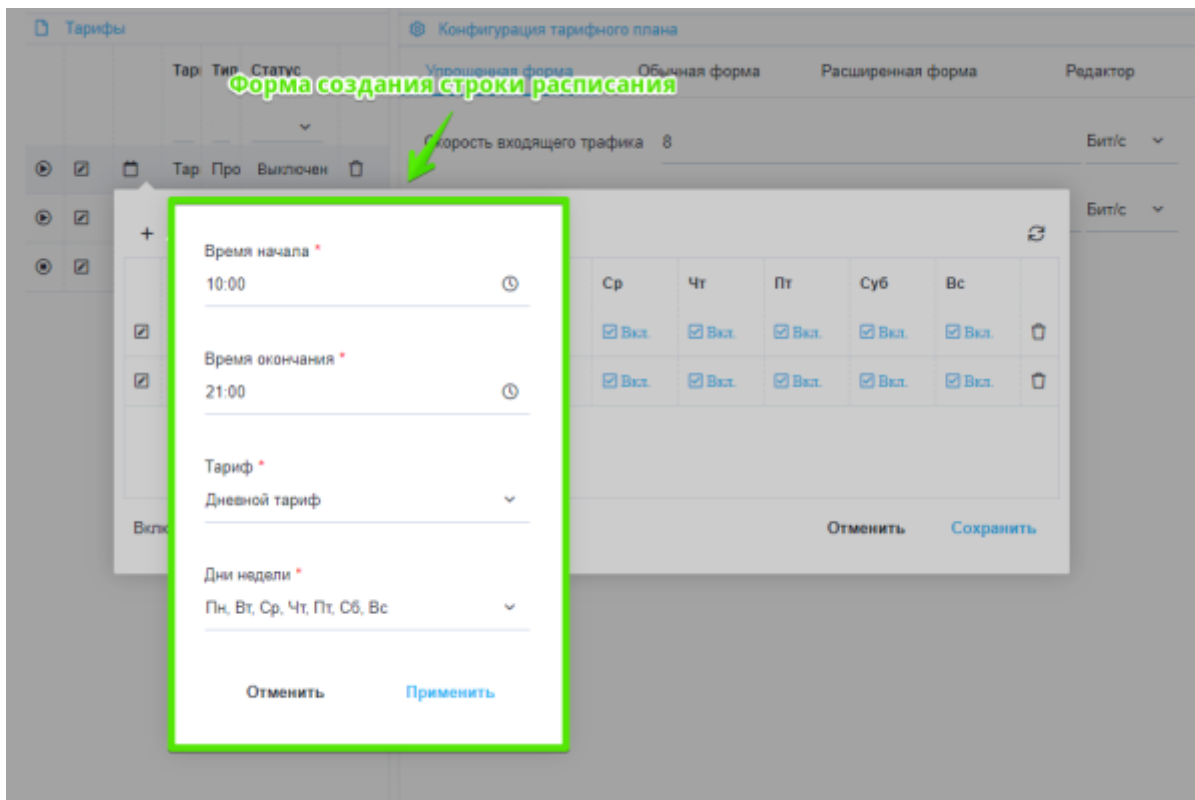 Тарифы
Конфигурация тарифного плана
Тари Тип Статус
Упрощенная форма Обычная форма Расширенная форма Редактор
Форма создания строки расписания
Скорость входящего трафика 8 Бит/с
Тар Про Выключен
Бит/с
+
Время начала *
10:00
Ср Чт Пт Суб Вс
Вкл. Вкл. Вкл. Вкл. Вкл.
Время окончания *
21:00
Вкл. Вкл. Вкл. Вкл. Вкл.
Тариф *
Дневной тариф
Вклю
Отменить Сохранить
Дни недели *
Пн, Вт, Ср, Чт, Пт, Сб, Вс
Отменить Применить